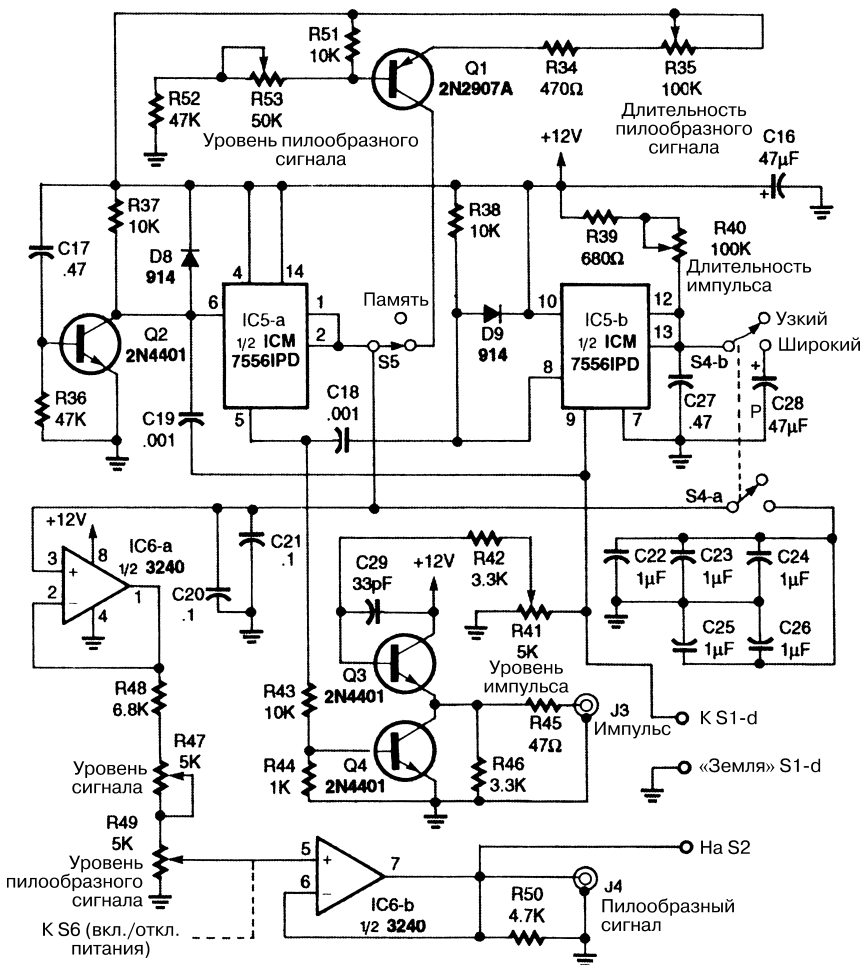 R51
10K
Q1
2N2907A
R34
470Ω
R35
100K
R52
47K
R53
50K
Уровень пилообразного
сигнала
Длительность
пилообразного
сигнала
+12V
C16
47µF
+
R37
10K
C17
.47
D8
914
4
14
R38
10K
R39
680Ω
R40
100K
Длительность
импульса
Q2
2N4401
6
IC5-a
1/2 ICM
7556IPD
1
2
Память
S5
D9
914
10
IC5-b
1/2 ICM
7556IPD
12
13
Узкий
Широкий
S4-b
R36
47K
C19
.001
5
C18
.001
8
9
7
C27
.47
+
P
C28
47µF
S4-a
+12V
IC6-a
1/2 3240
3
+
8
2
–
1
4
C20
.1
C21
.1
C29
33pF
+12V
R42
3.3K
R41
5K
Уровень
импульса
C22
1µF
C23
1µF
C24
1µF
C25
1µF
C26
1µF
R48
6.8K
Q3
2N4401
R43
10K
R45
47Ω
J3
Импульс
К S1-d
R47
5K
Уровень
сигнала
R44
1K
Q4
2N4401
R46
3.3K
«Земля» S1-d
R49
5K
Уровень
пилообразного
сигнала
5
+
6
–
7
IC6-b
1/2 3240
На S2
R50
4.7K
J4
Пилообразный
сигнал
К S6 (вкл./откл.
питания)